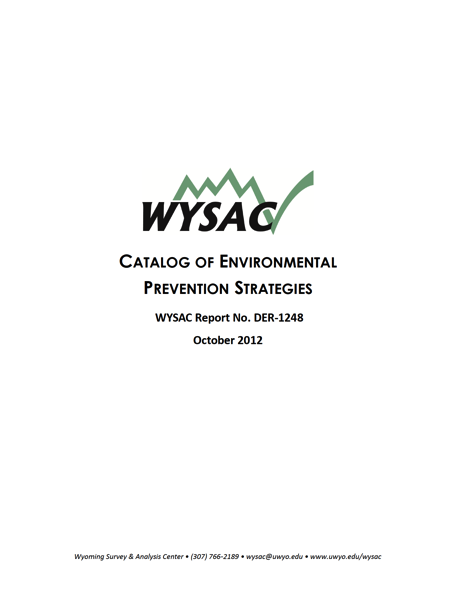 WYSAC
CATALOG OF ENVIRONMENTAL
PREVENTION STRATEGIES
WYSAC Report No. DER-1248
October 2012
Wyoming Survey & Analysis Center • (307) 766-2189 • wysac@uwyo.edu • www.uwyo.edu/wysac